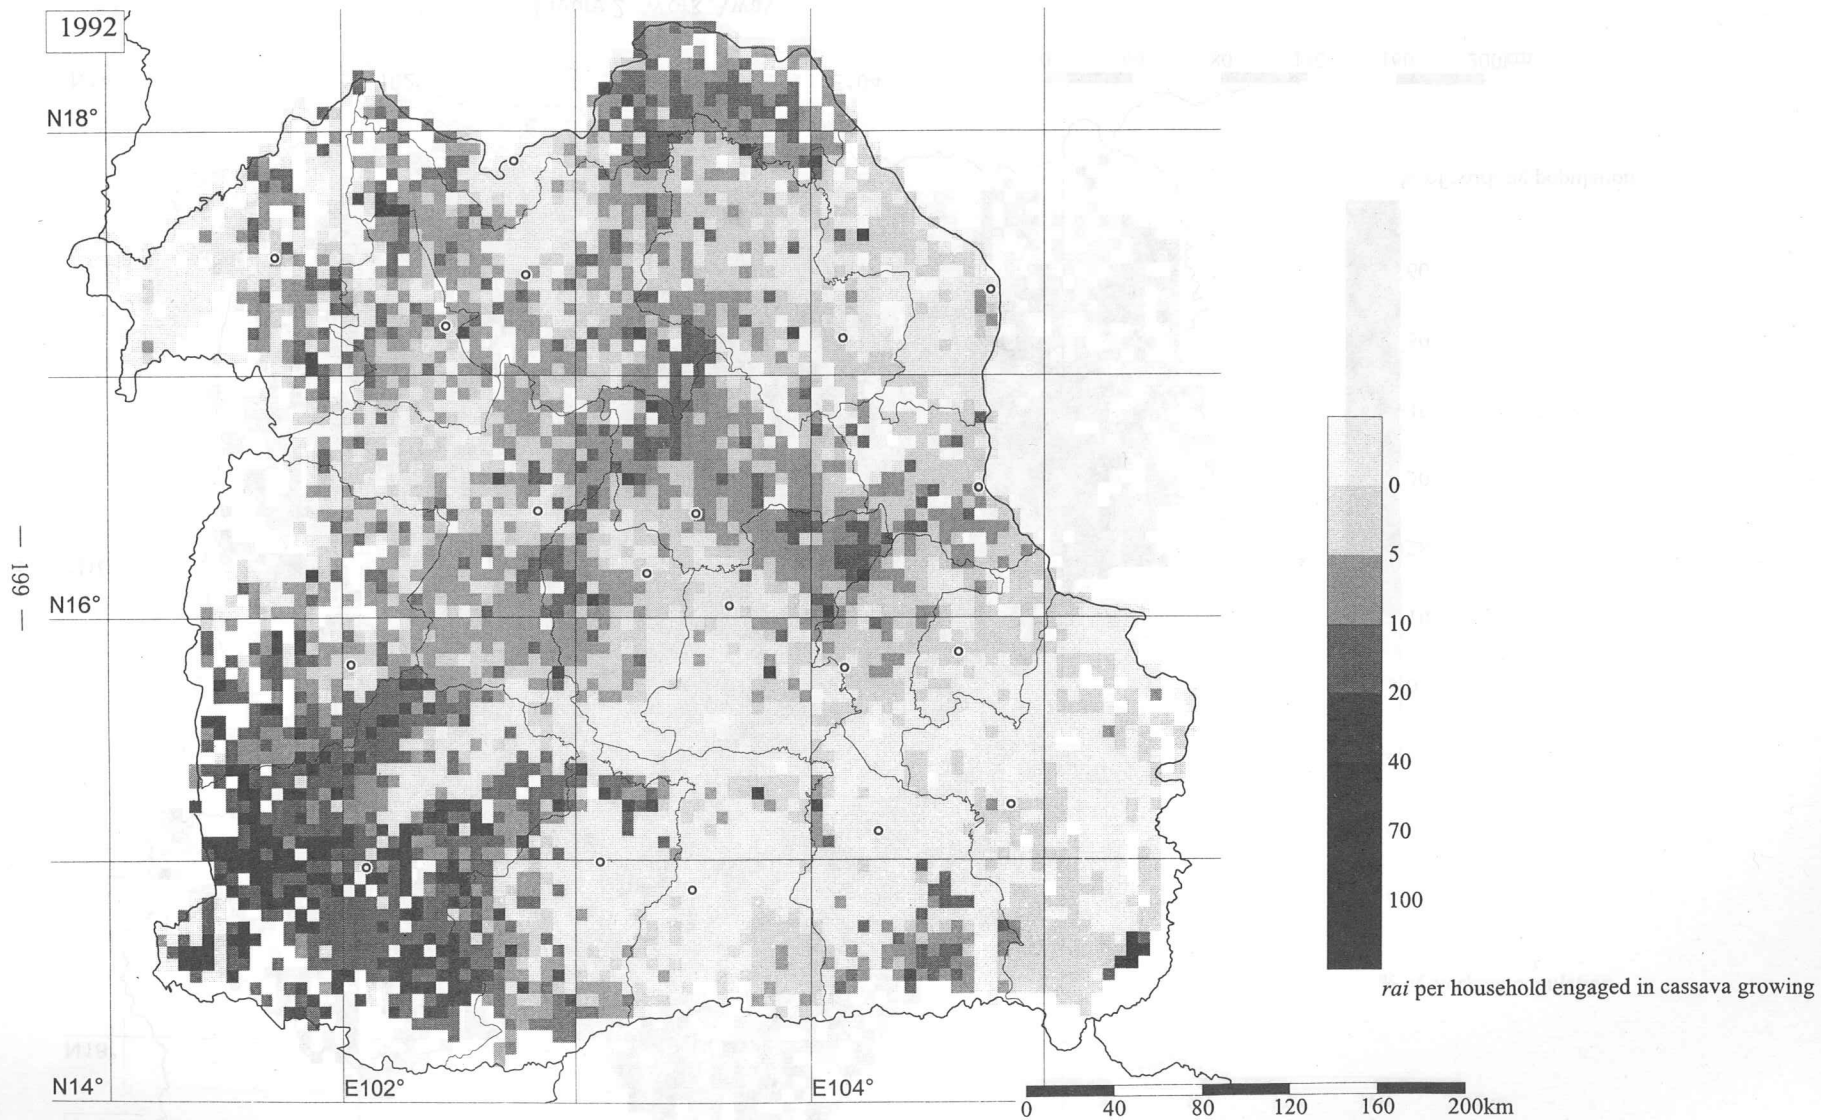 1992
N18°
N16°
N14°
E102°
E104°
— 199 —
0
5
10
20
40
70
100
rai per household engaged in cassava growing
0 40 80 120 160 200km